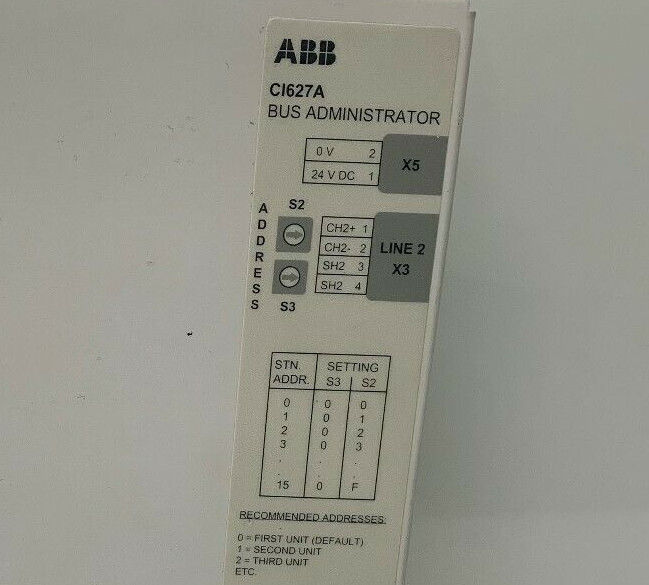 ABB
CI627A
BUS ADMINISTRATOR
0 V 2
24 V DC 1
X5
ADDRESS
S2
S3
CH2+ 1
CH2- 2
SH2 3
SH2 4
LINE 2
X3
STN. SETTING
ADDR. S3 S2
0 0 0
1 0 1
2 0 2
3 0 3
. . .
. . .
15 0 F
RECOMMENDED ADDRESSES:
0 = FIRST UNIT (DEFAULT)
1 = SECOND UNIT
2 = THIRD UNIT
ETC.